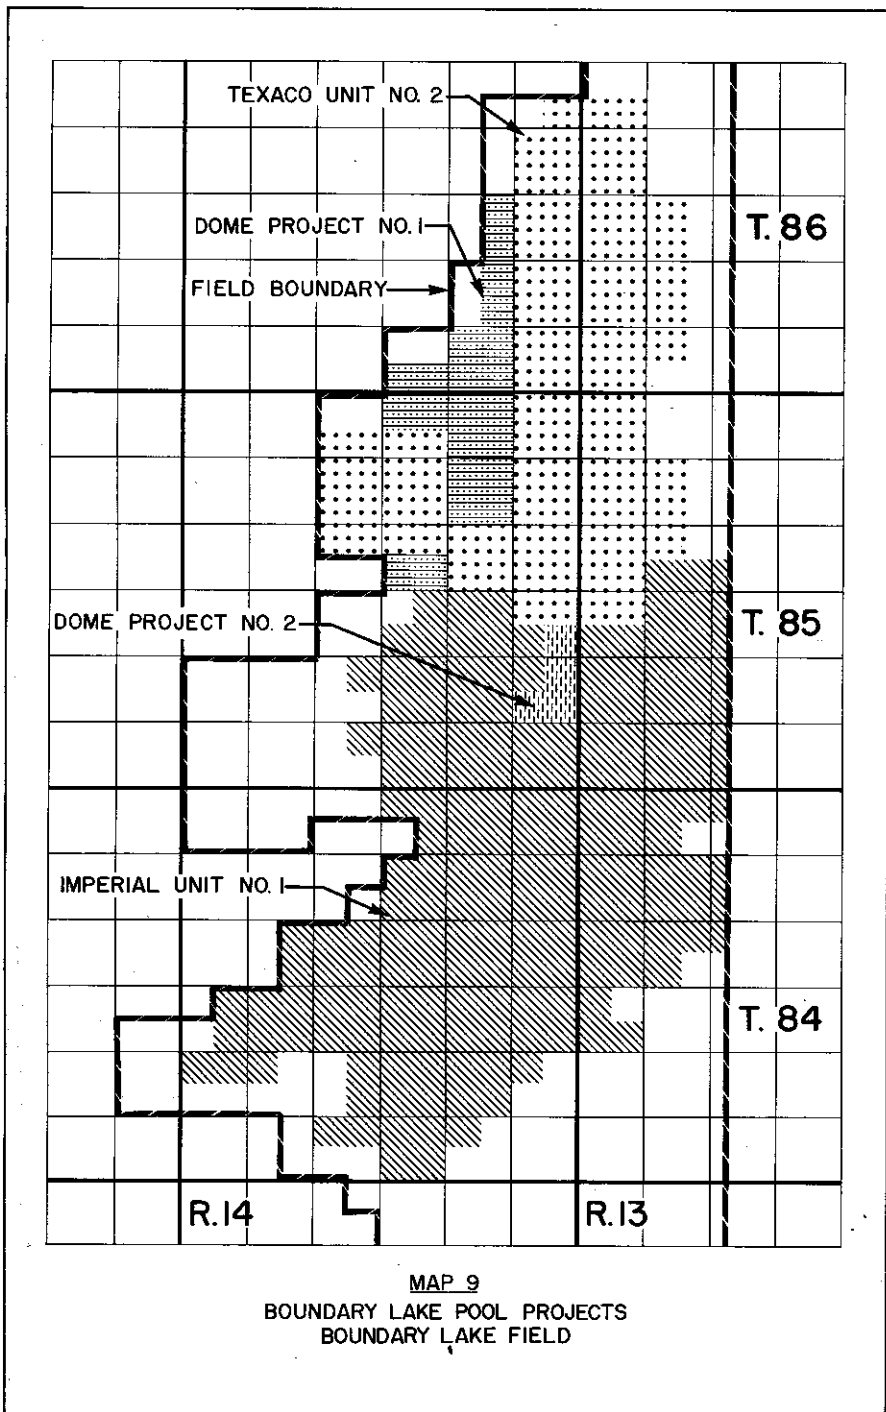 TEXACO UNIT NO. 2
DOME PROJECT NO. 1
T. 86
FIELD BOUNDARY
DOME PROJECT NO. 2
T. 85
IMPERIAL UNIT NO. 1
T. 84
R. 14
R. 13
MAP 9
BOUNDARY LAKE POOL PROJECTS
BOUNDARY LAKE FIELD